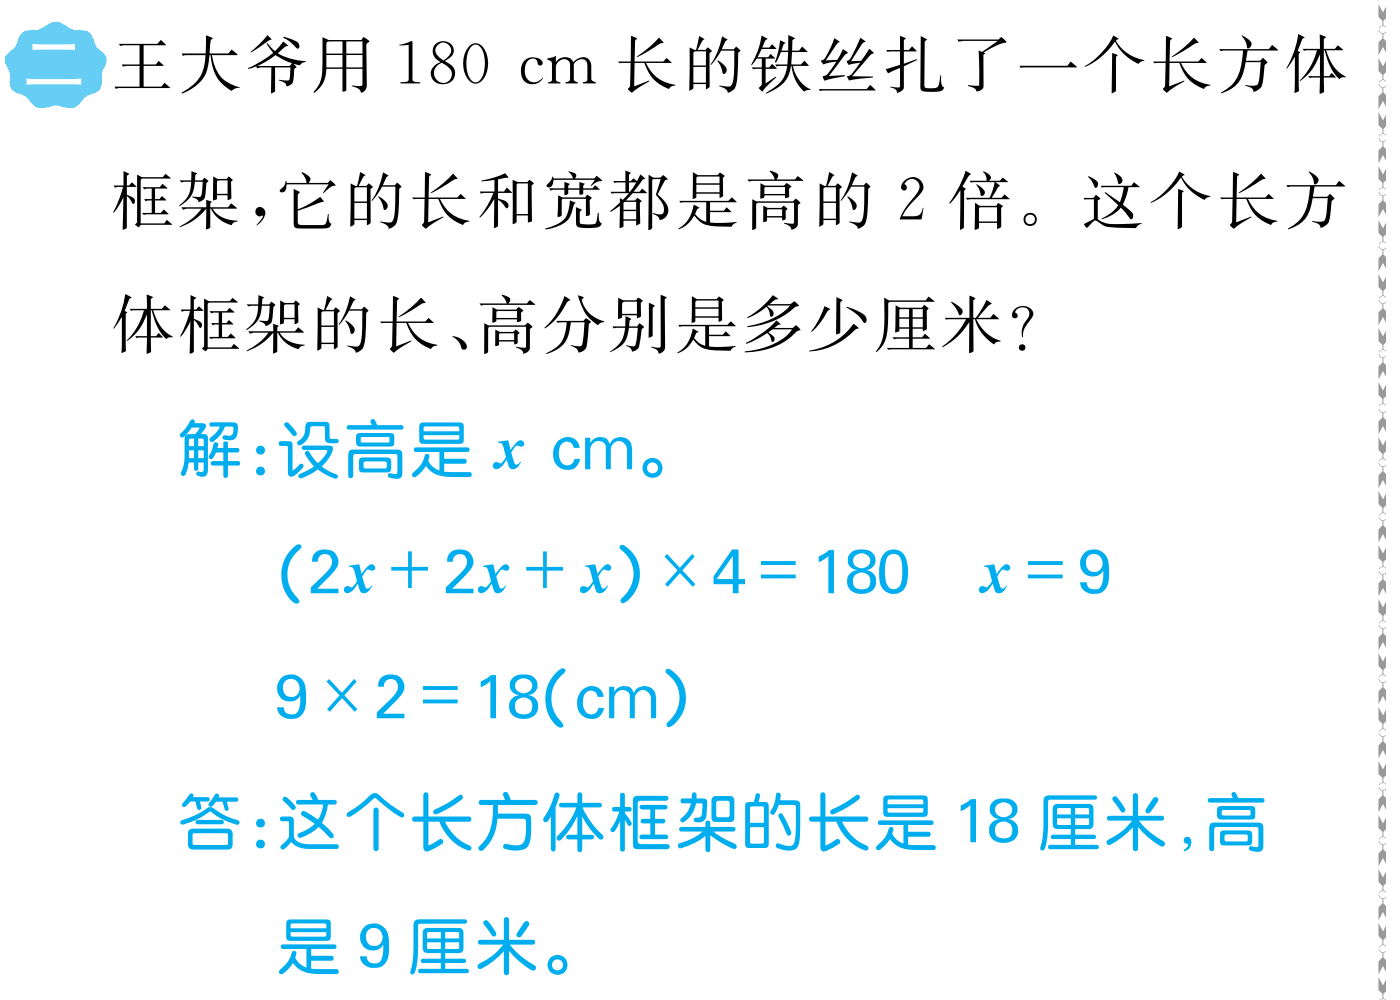 二 王大爷用 180 cm 长的铁丝扎了一个长方体
框架,它的长和宽都是高的 2 倍。这个长方
体框架的长、高分别是多少厘米?
解:设高是 x cm。
(2x+2x+x)×4=180 x=9
9×2=18(cm)
答:这个长方体框架的长是 18 厘米,高
是 9 厘米。